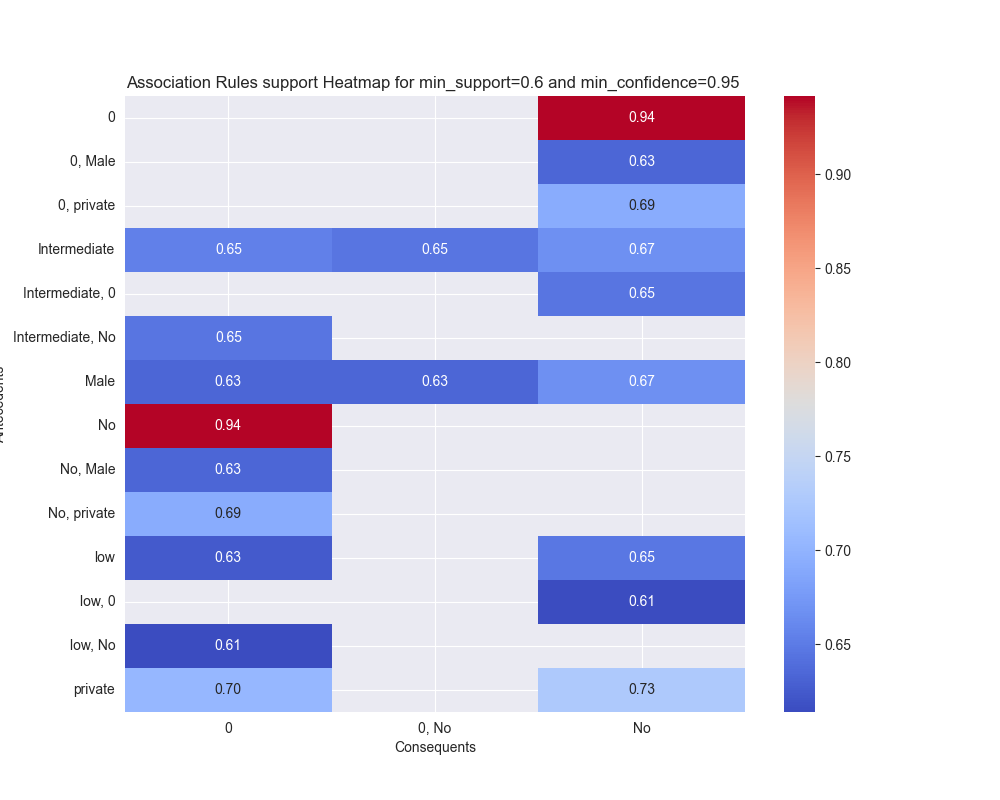 Association Rules support Heatmap for min_support=0.6 and min_confidence=0.95
0 0.94
0, Male 0.63
0, private 0.69
Intermediate 0.65 0.65 0.67
Intermediate, 0 0.65
Intermediate, No 0.65
Male 0.63 0.63 0.67
No 0.94
No, Male 0.63
No, private 0.69
low 0.63 0.65
low, 0 0.61
low, No 0.61
private 0.70 0.73
0 0, No No
Consequents
0.90
0.85
0.80
0.75
0.70
0.65